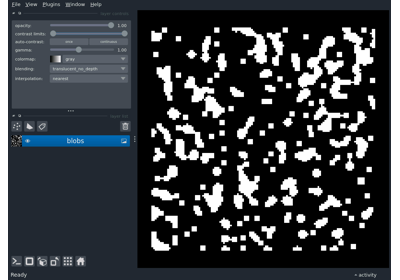 File View Plugins Window Help
opacity: 1.00
contrast limits:
auto-contrast: once continuous
gamma: 1.00
colormap: gray
blending: translucent_no_depth
interpolation: nearest
blobs
Ready activity